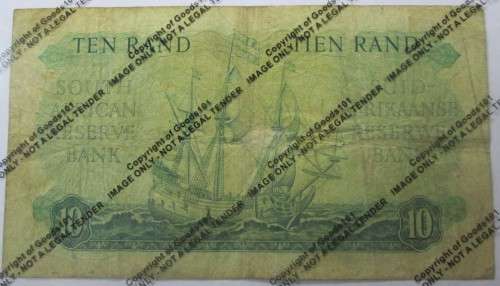 TEN RAND
TIEN RAND
SOUTH
AFRICAN
RESERVE
BANK
SUID-
AFRIKAANSE
RESERWE
BANK
10
10
Copyright of Goods101
IMAGE ONLY - NOT A LEGAL TENDER